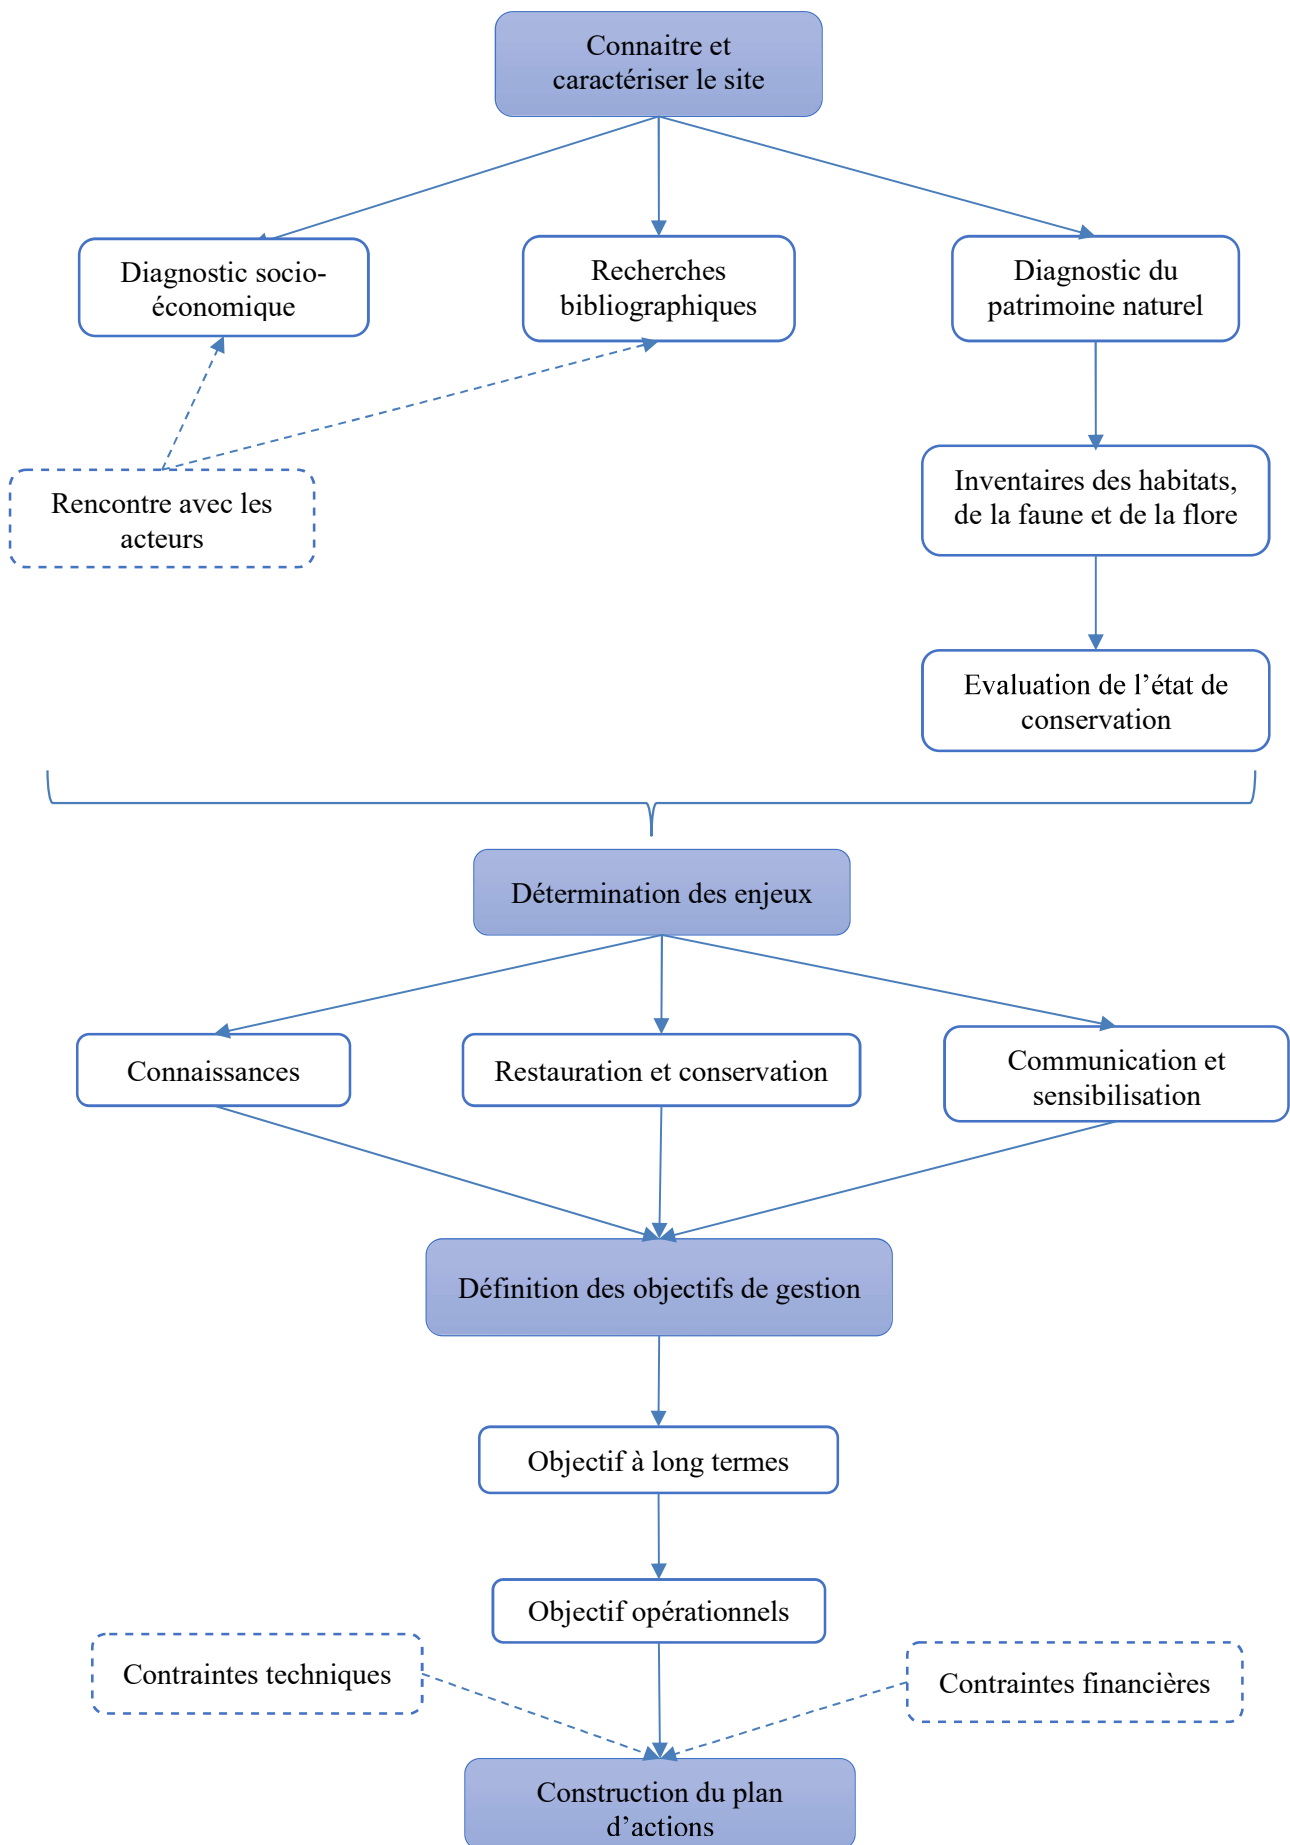 Connaitre et
caractériser le site
Diagnostic socio-
économique
Recherches
bibliographiques
Diagnostic du
patrimoine naturel
Rencontre avec les
acteurs
Inventaires des habitats,
de la faune et de la flore
Evaluation de l’état de
conservation
Détermination des enjeux
Connaissances
Restauration et conservation
Communication et
sensibilisation
Définition des objectifs de gestion
Objectif à long termes
Objectif opérationnels
Contraintes techniques
Contraintes financières
Construction du plan
d’actions